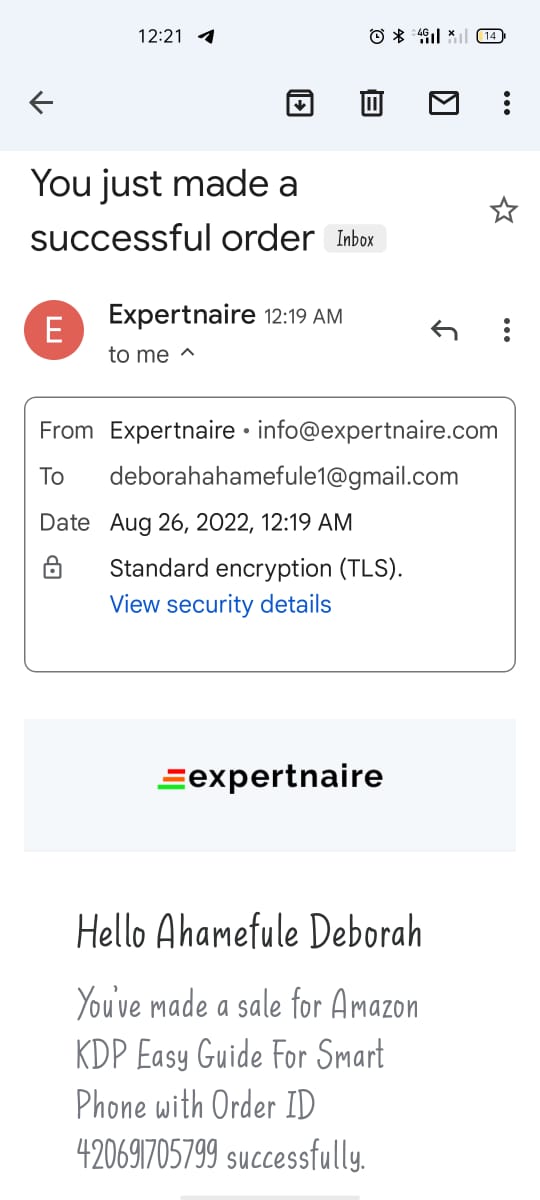 12:21
4G
14
You just made a
successful order Inbox
E
Expertnaire 12:19 AM
to me
From Expertnaire • info@expertnaire.com
To deborahahamefule1@gmail.com
Date Aug 26, 2022, 12:19 AM
Standard encryption (TLS).
View security details
expertnaire
Hello Ahamefule Deborah
You've made a sale for Amazon
KDP Easy Guide For Smart
Phone with Order ID
420691705799 successfully.